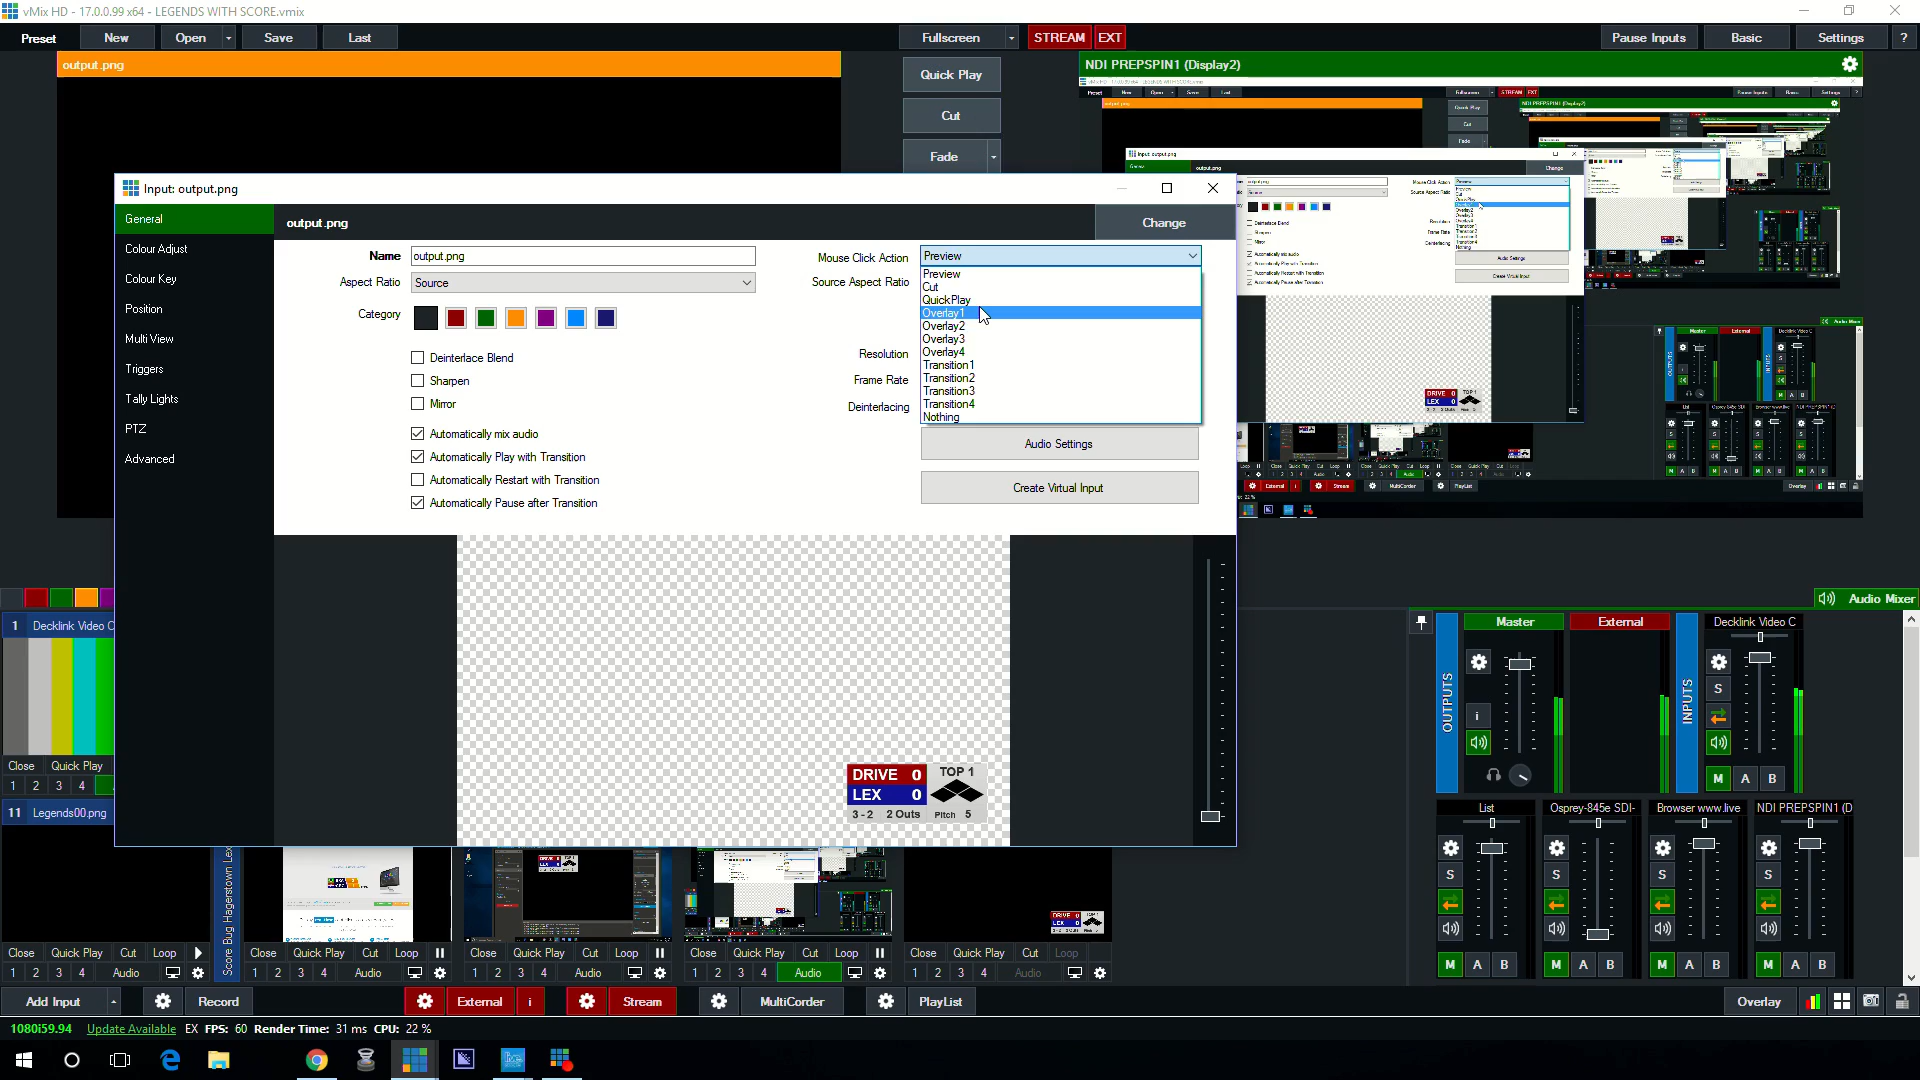 vMix HD - 17.0.0.99 x64 - LEGENDS WITH SCORE.vmix
Preset New Open Save Last Fullscreen STREAM EXT Pause Inputs Basic Settings ?
output.png
Quick Play
Cut
Fade
NDI PREPSPIN1 (Display2)
Input: output.png
General
Colour Adjust
Colour Key
Position
Multi View
Triggers
Tally Lights
PTZ
Advanced
output.png Change
Name output.png
Aspect Ratio Source
Category
Deinterlace Blend
Sharpen
Mirror
Automatically mix audio
Automatically Play with Transition
Automatically Restart with Transition
Automatically Pause after Transition
Mouse Click Action Preview
Source Aspect Ratio
Resolution
Frame Rate
Deinterlacing
Preview
Cut
QuickPlay
Overlay1
Overlay2
Overlay3
Overlay4
Transition1
Transition2
Transition3
Transition4
Nothing
Audio Settings
Create Virtual Input
DRIVE 0 TOP 1
LEX 0
3-2 2 Outs Pitch 5
1 Decklink Video C
Close Quick Play
1 2 3 4
11 Legends00.png
Score Bug Hagerstown Lex
Close Quick Play Cut Loop
1 2 3 4 Audio
Close Quick Play Cut Loop
1 2 3 4 Audio
Close Quick Play Cut Loop
1 2 3 4 Audio
Close Quick Play Cut Loop
1 2 3 4 Audio
Close Quick Play Cut Loop
1 2 3 4 Audio
Audio Mixer
OUTPUTS
Master External
i
INPUTS
Decklink Video C
S
M A B
List Osprey-845e SDI- Browser www.live NDI PREPSPIN1 (D
S S S S
M A B M A B M A B M A B
Add Input Record External i Stream MultiCorder PlayList Overlay
1080i59.94 Update Available EX FPS: 60 Render Time: 31 ms CPU: 22 %